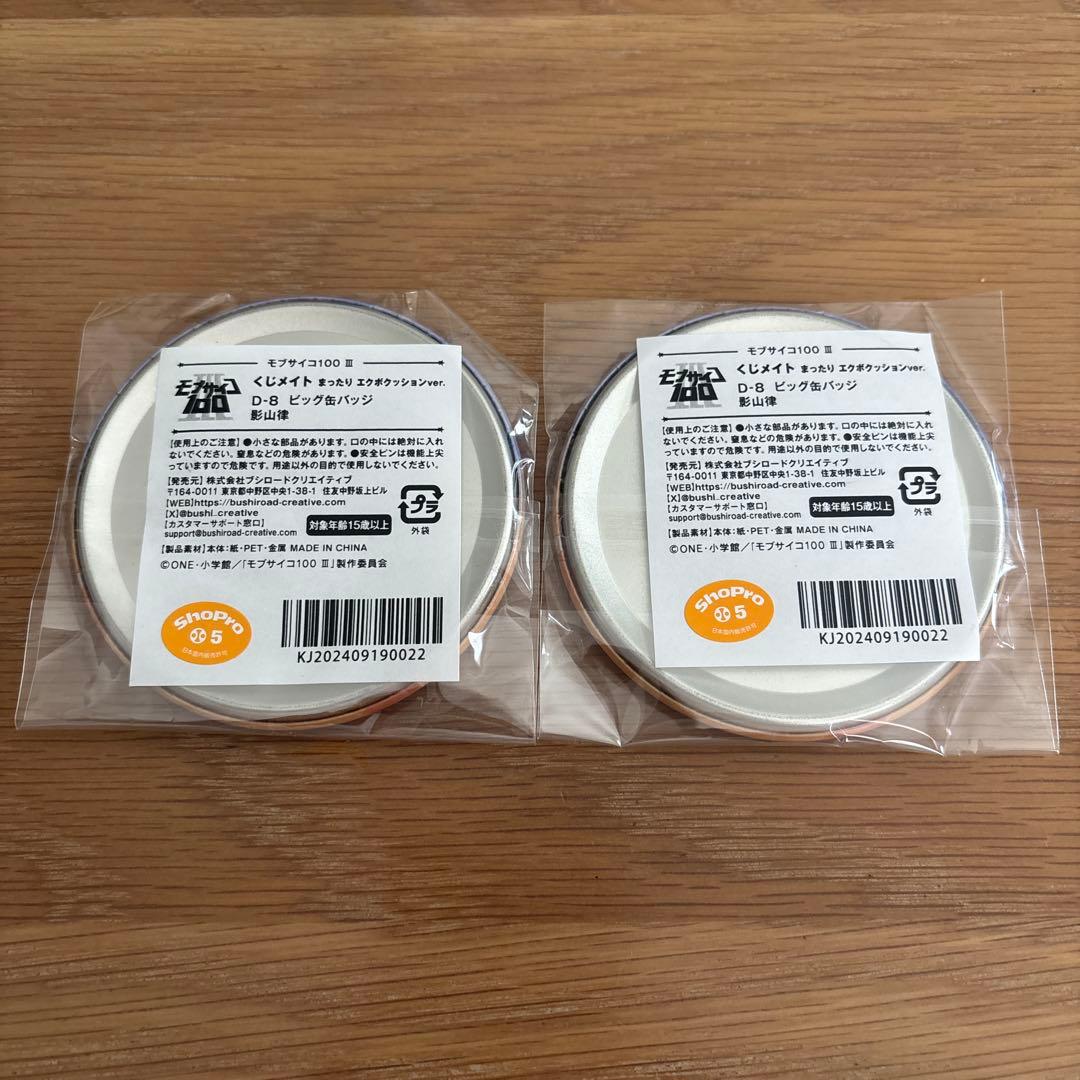 モブサイコ100 Ⅲ
モブサイコ100
くじメイト まったり エクボクッションver.
D-8 ビッグ缶バッジ
影山律
【使用上のご注意】●小さな部品があります。口の中には絶対に入れ
ないでください。窒息などの危険があります。●安全ピンは機能上尖
っていますので危険です。用途以外の目的で使用しないでください。
【発売元】株式会社ブシロードクリエイティブ
〒164-0011 東京都中野区中央1-38-1 住友中野坂上ビル
【WEB】https://bushiroad-creative.com
【X】@bushi_creative
【カスタマーサポート窓口】
support@bushiroad-creative.com
対象年齢15歳以上
プラ
外袋
【製品素材】本体:紙・PET・金属 MADE IN CHINA
©ONE・小学館/「モブサイコ100 Ⅲ」製作委員会
ShoPro
小 5
日本国内販売許可
KJ202409190022
モブサイコ100 Ⅲ
モブサイコ100
くじメイト まったり エクボクッションver.
D-8 ビッグ缶バッジ
影山律
【使用上のご注意】●小さな部品があります。口の中には絶対に入れ
ないでください。窒息などの危険があります。●安全ピンは機能上尖
っていますので危険です。用途以外の目的で使用しないでください。
【発売元】株式会社ブシロードクリエイティブ
〒164-0011 東京都中野区中央1-38-1 住友中野坂上ビル
【WEB】https://bushiroad-creative.com
【X】@bushi_creative
【カスタマーサポート窓口】
support@bushiroad-creative.com
対象年齢15歳以上
プラ
外袋
【製品素材】本体:紙・PET・金属 MADE IN CHINA
©ONE・小学館/「モブサイコ100 Ⅲ」製作委員会
ShoPro
小 5
日本国内販売許可
KJ202409190022